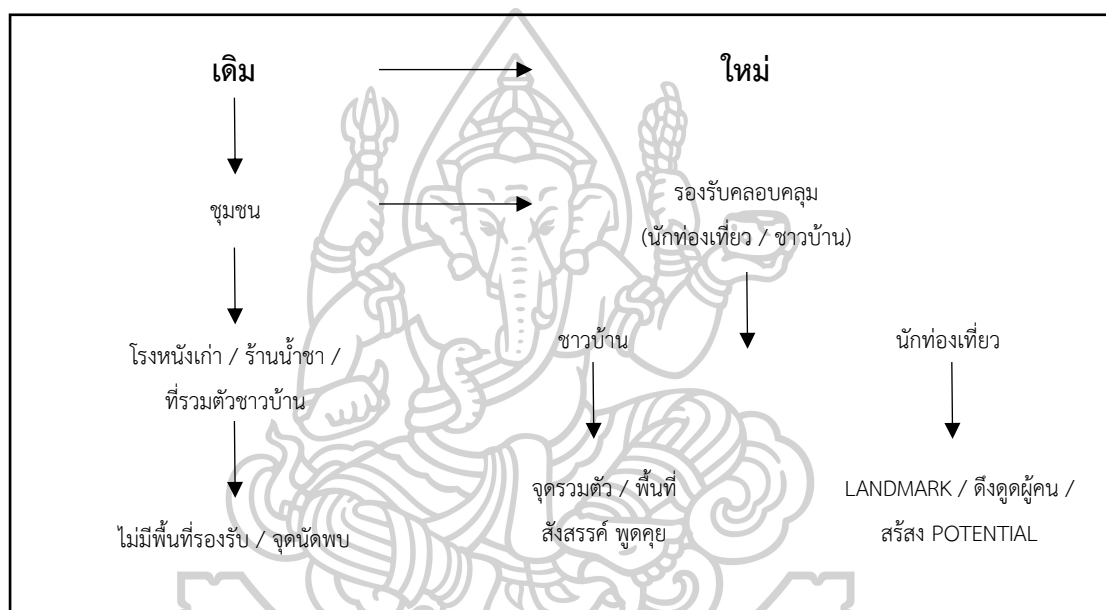 เดิม
ใหม่
ชุมชน
รองรับคลอบคลุม
(นักท่องเที่ยว / ชาวบ้าน)
โรงหนังเก่า / ร้านน้ำชา /
ที่รวมตัวชาวบ้าน
ชาวบ้าน
นักท่องเที่ยว
ไม่มีพื้นที่รองรับ / จุดนัดพบ
จุดรวมตัว / พื้นที่
สังสรรค์ พูดคุย
LANDMARK / ดึงดูดผู้คน /
สร้สง POTENTIAL